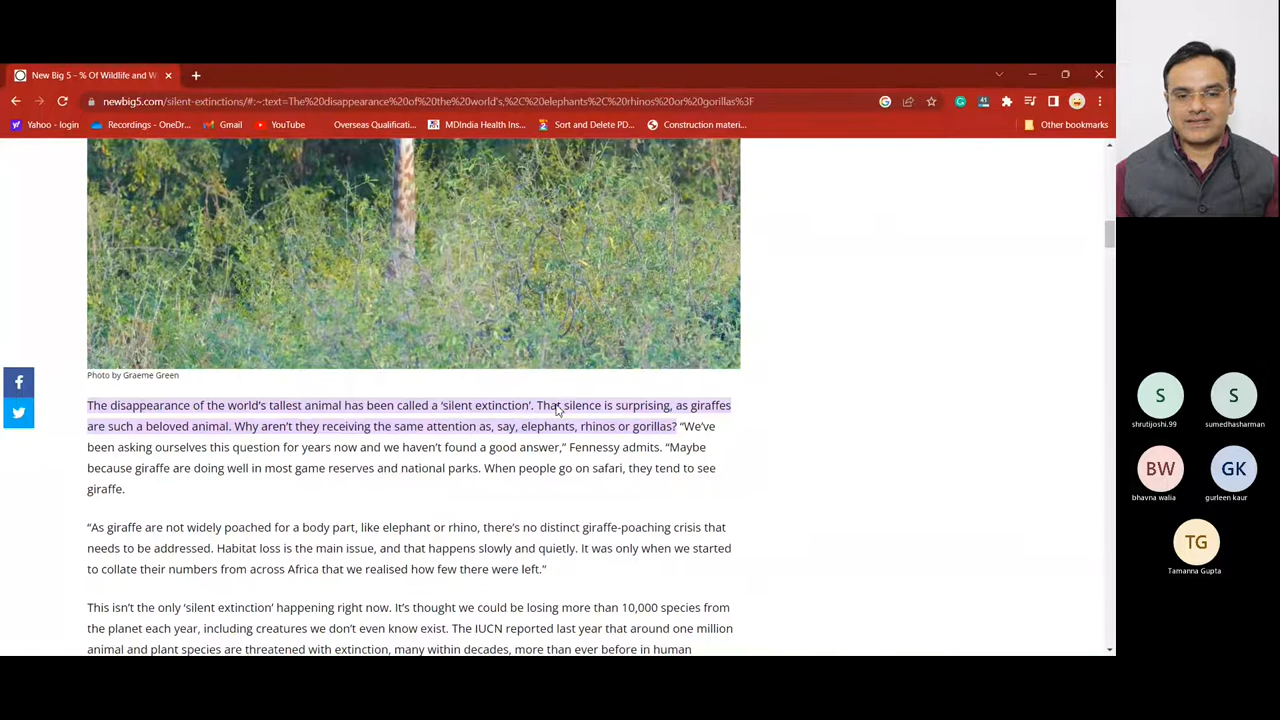 New Big 5 – % Of Wildlife and Wi
newbig5.com/silent-extinctions/#:~:text=The%20disappearance%20of%20the%20world's,%2C%20elephants%2C%20rhinos%20or%20gorillas%3F
Yahoo - login
Recordings - OneDr...
Gmail
YouTube
Overseas Qualificati...
MDIndia Health Ins...
Sort and Delete PD...
Construction materi...
Other bookmarks
Photo by Graeme Green
The disappearance of the world's tallest animal has been called a ‘silent extinction’. That silence is surprising, as giraffes
are such a beloved animal. Why aren’t they receiving the same attention as, say, elephants, rhinos or gorillas? “We’ve
been asking ourselves this question for years now and we haven’t found a good answer,” Fennessy admits. “Maybe
because giraffe are doing well in most game reserves and national parks. When people go on safari, they tend to see
giraffe.
“As giraffe are not widely poached for a body part, like elephant or rhino, there’s no distinct giraffe-poaching crisis that
needs to be addressed. Habitat loss is the main issue, and that happens slowly and quietly. It was only when we started
to collate their numbers from across Africa that we realised how few there were left.”
This isn’t the only ‘silent extinction’ happening right now. It’s thought we could be losing more than 10,000 species from
the planet each year, including creatures we don’t even know exist. The IUCN reported last year that around one million
animal and plant species are threatened with extinction, many within decades, more than ever before in human
S
shrutijoshi.99
S
sumedhasharman
BW
bhavna walia
GK
gurleen kaur
TG
Tamanna Gupta